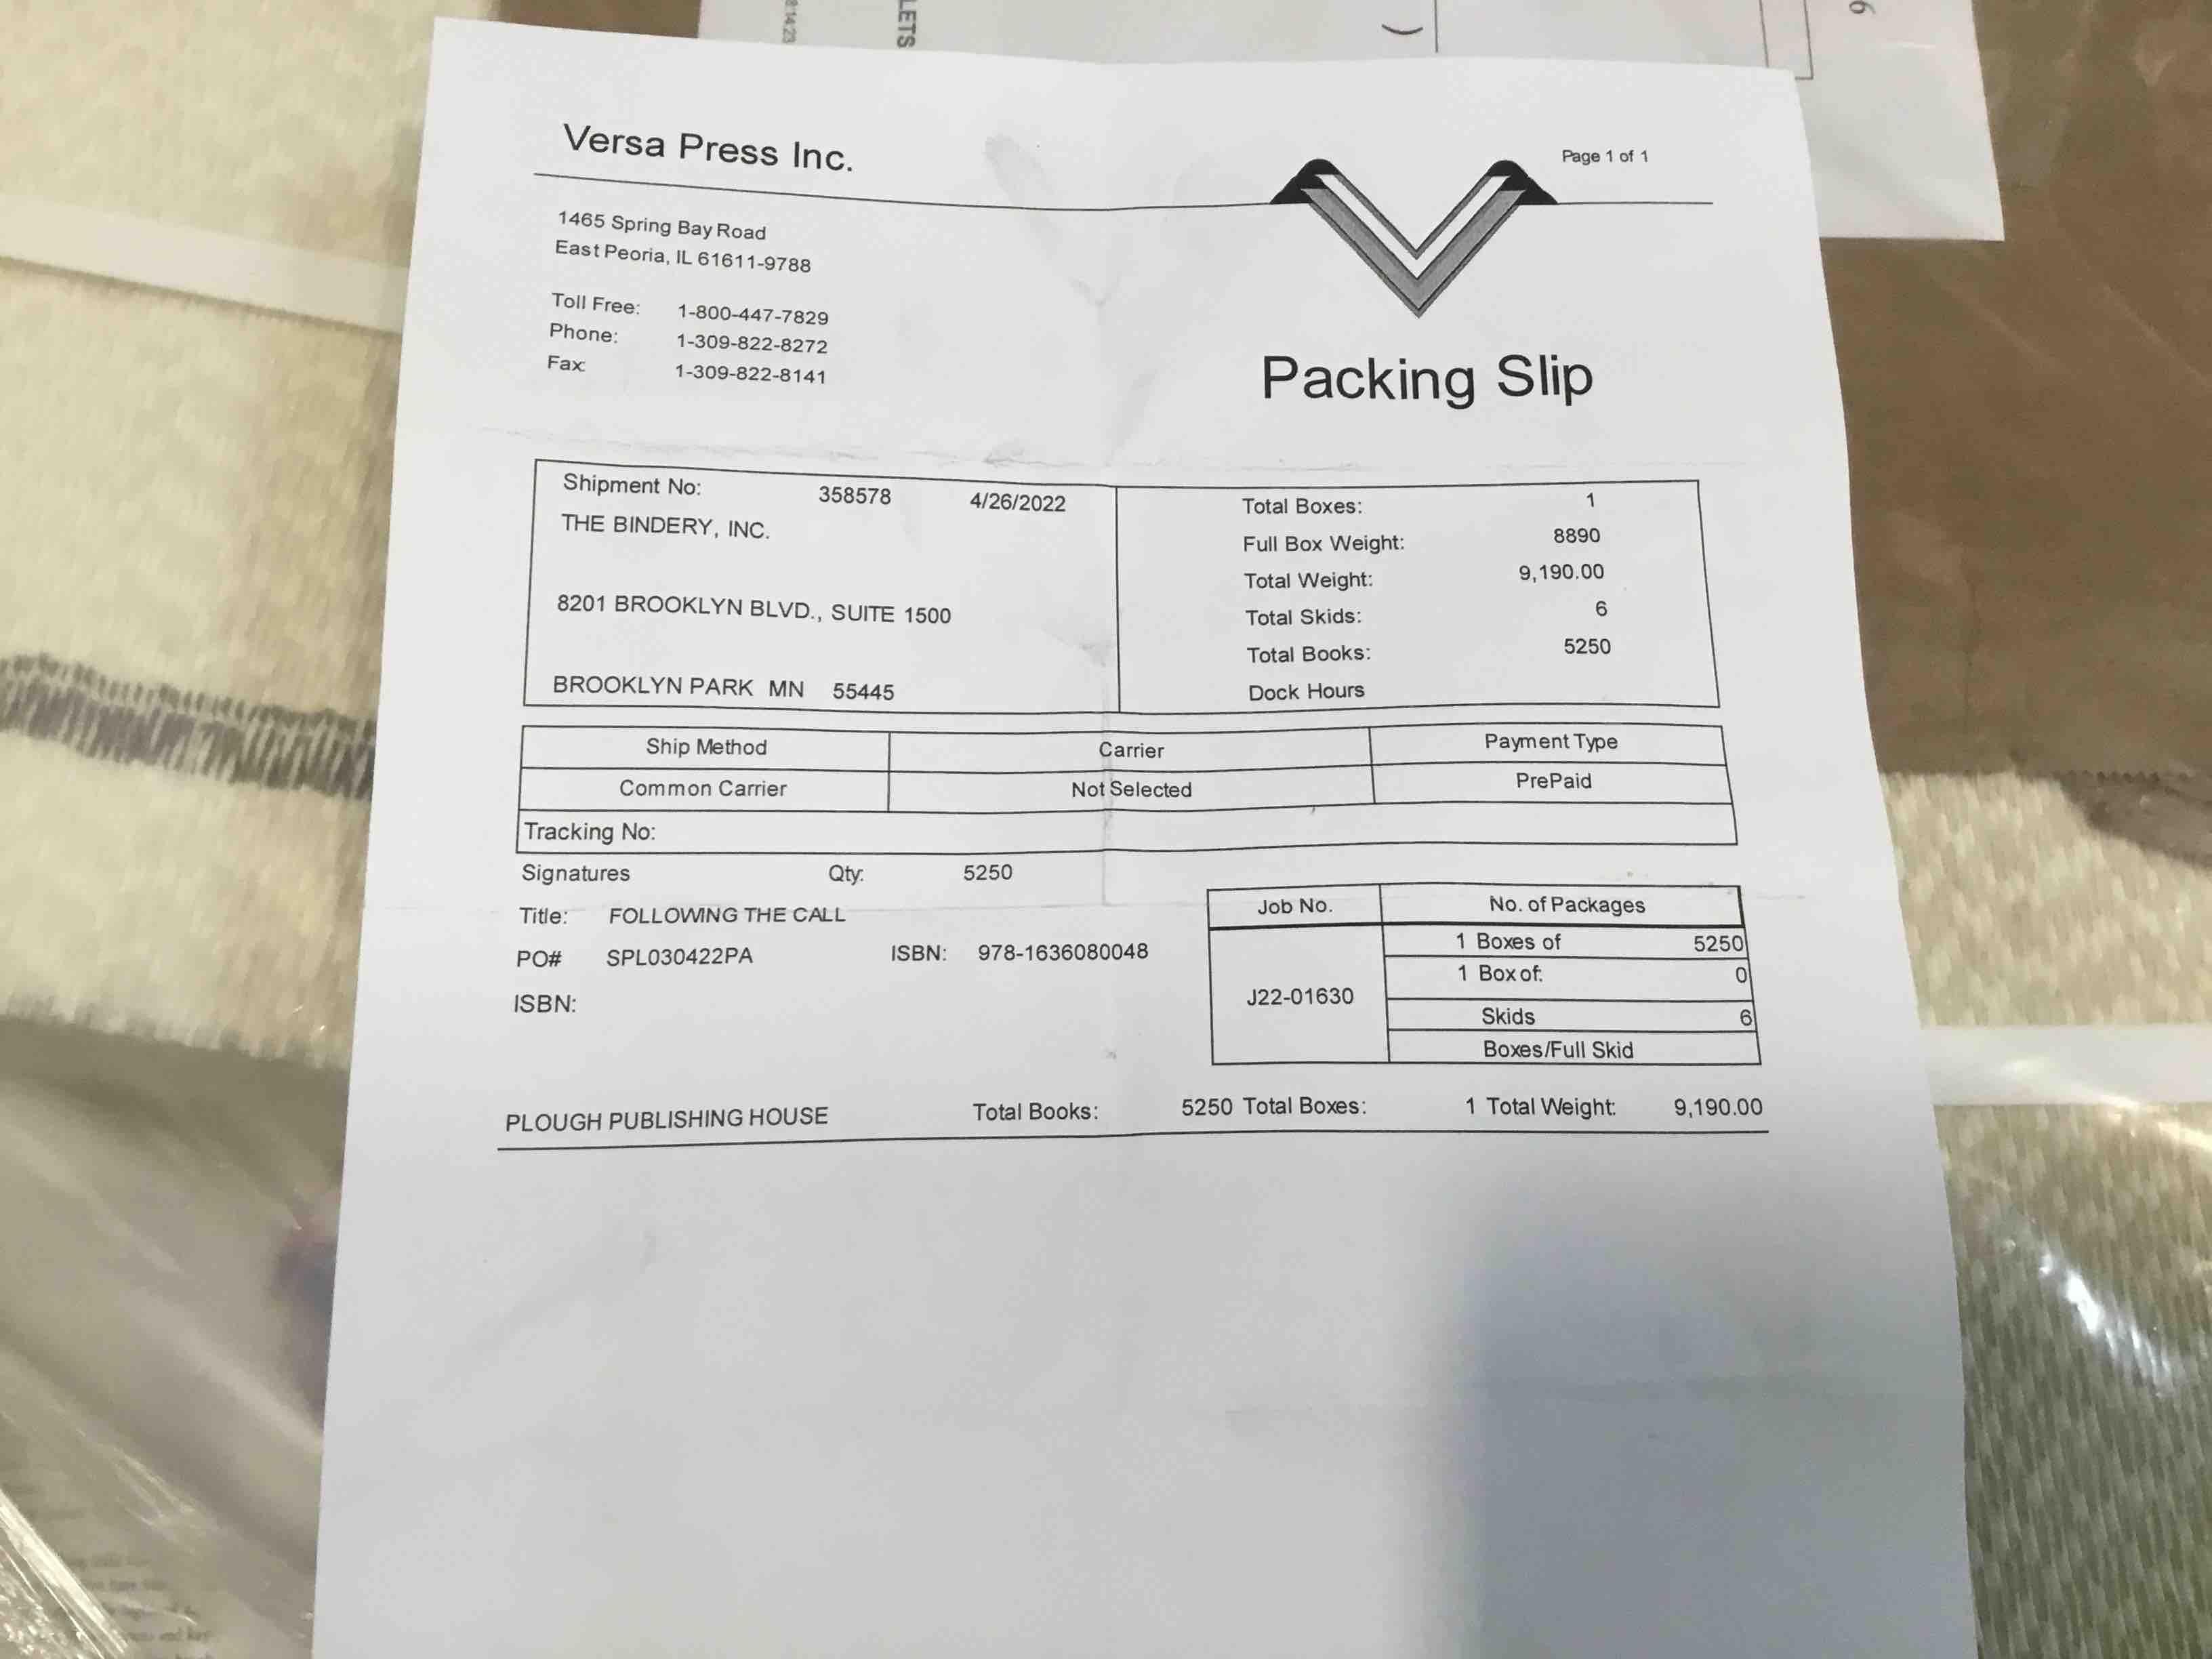 8:14:23
LETS
)
6
Versa Press Inc.
Page 1 of 1
1465 Spring Bay Road
East Peoria, IL 61611-9788
Toll Free: 1-800-447-7829
Phone: 1-309-822-8272
Fax: 1-309-822-8141
Packing Slip
Shipment No: 358578 4/26/2022
THE BINDERY, INC.
8201 BROOKLYN BLVD., SUITE 1500
BROOKLYN PARK MN 55445
Total Boxes: 1
Full Box Weight: 8890
Total Weight: 9,190.00
Total Skids: 6
Total Books: 5250
Dock Hours
Ship Method Carrier Payment Type
Common Carrier Not Selected PrePaid
Tracking No:
Signatures Qty: 5250
Title: FOLLOWING THE CALL
PO# SPL030422PA ISBN: 978-1636080048
ISBN:
Job No. No. of Packages
J22-01630
1 Boxes of 5250
1 Box of: 0
Skids 6
Boxes/Full Skid
PLOUGH PUBLISHING HOUSE Total Books: 5250 Total Boxes: 1 Total Weight: 9,190.00